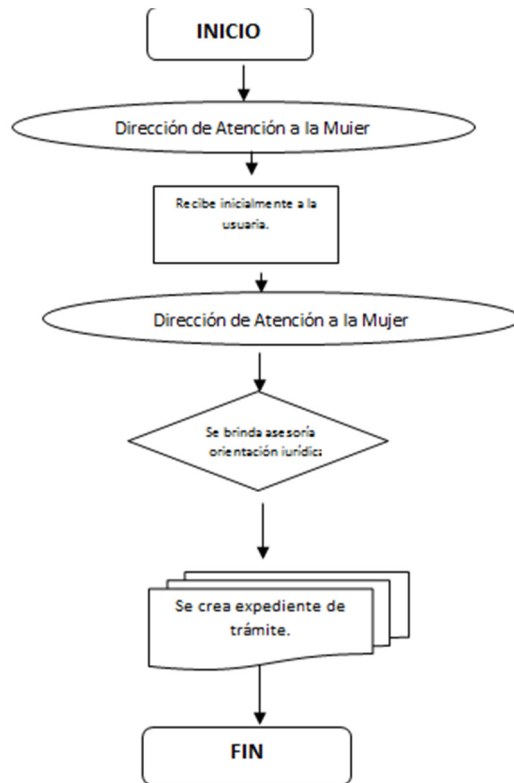 INICIO
Dirección de Atención a la Mujer
Recibe inicialmente a la
usuaria.
Dirección de Atención a la Mujer
Se brinda asesoría
orientación jurídic
Se crea expediente de
trámite.
FIN